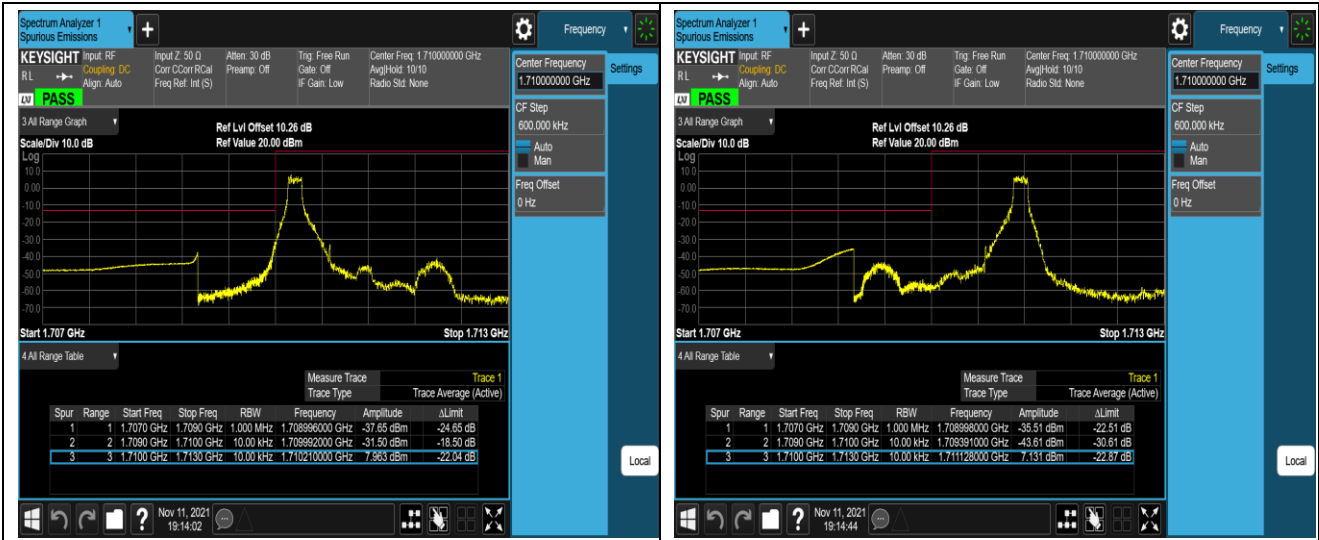 Spectrum Analyzer 1
Spurious Emissions
+
Frequency
KEYSIGHT Input: RF Input Z: 50 Ω Atten: 30 dB Trig: Free Run Center Freq: 1.710000000 GHz
R L Coupling: DC Corr CCorr RCal Preamp: Off Gate: Off Avg|Hold: 10/10
Align: Auto Freq Ref: Int (S) IF Gain: Low Radio Std: None
LXI PASS
Center Frequency
1.710000000 GHz
Settings
CF Step
600.000 kHz
Auto
Man
Freq Offset
0 Hz
3 All Range Graph
Ref Lvl Offset 10.26 dB
Scale/Div 10.0 dB Ref Value 20.00 dBm
Log
10.0
0.00
-10.0
-20.0
-30.0
-40.0
-50.0
-60.0
-70.0
Start 1.707 GHz Stop 1.713 GHz
4 All Range Table
Measure Trace Trace 1
Trace Type Trace Average (Active)
Spur Range Start Freq Stop Freq RBW Frequency Amplitude ΔLimit
1 1 1.7070 GHz 1.7090 GHz 1.000 MHz 1.708996000 GHz -37.65 dBm -24.65 dB
2 2 1.7090 GHz 1.7100 GHz 10.00 kHz 1.709992000 GHz -31.50 dBm -18.50 dB
3 3 1.7100 GHz 1.7130 GHz 10.00 kHz 1.710210000 GHz 7.963 dBm -22.04 dB
Local
?
Nov 11, 2021
19:14:02
Spectrum Analyzer 1
Spurious Emissions
+
Frequency
KEYSIGHT Input: RF Input Z: 50 Ω Atten: 30 dB Trig: Free Run Center Freq: 1.710000000 GHz
R L Coupling: DC Corr CCorr RCal Preamp: Off Gate: Off Avg|Hold: 10/10
Align: Auto Freq Ref: Int (S) IF Gain: Low Radio Std: None
LXI PASS
Center Frequency
1.710000000 GHz
Settings
CF Step
600.000 kHz
Auto
Man
Freq Offset
0 Hz
3 All Range Graph
Ref Lvl Offset 10.26 dB
Scale/Div 10.0 dB Ref Value 20.00 dBm
Log
10.0
0.00
-10.0
-20.0
-30.0
-40.0
-50.0
-60.0
-70.0
Start 1.707 GHz Stop 1.713 GHz
4 All Range Table
Measure Trace Trace 1
Trace Type Trace Average (Active)
Spur Range Start Freq Stop Freq RBW Frequency Amplitude ΔLimit
1 1 1.7070 GHz 1.7090 GHz 1.000 MHz 1.708998000 GHz -35.51 dBm -22.51 dB
2 2 1.7090 GHz 1.7100 GHz 10.00 kHz 1.709391000 GHz -43.61 dBm -30.61 dB
3 3 1.7100 GHz 1.7130 GHz 10.00 kHz 1.711128000 GHz 7.131 dBm -22.87 dB
Local
?
Nov 11, 2021
19:14:44